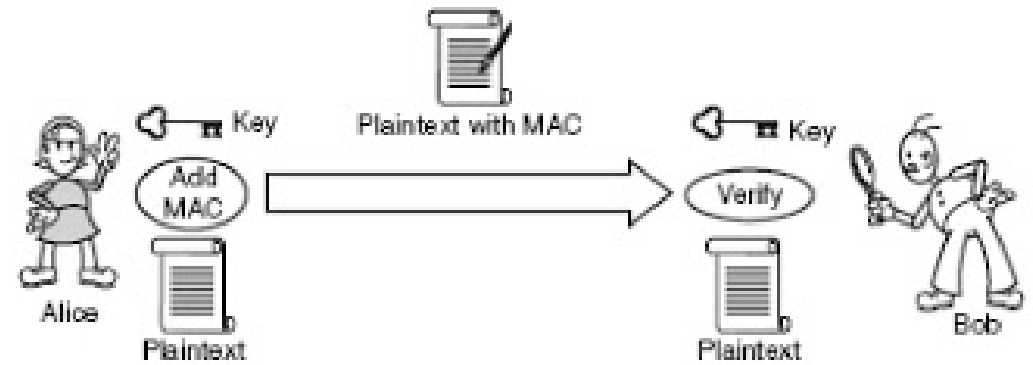 Plaintext with MAC
Key
Key
Add
MAC
Verify
Alice
Bob
Plaintext
Plaintext